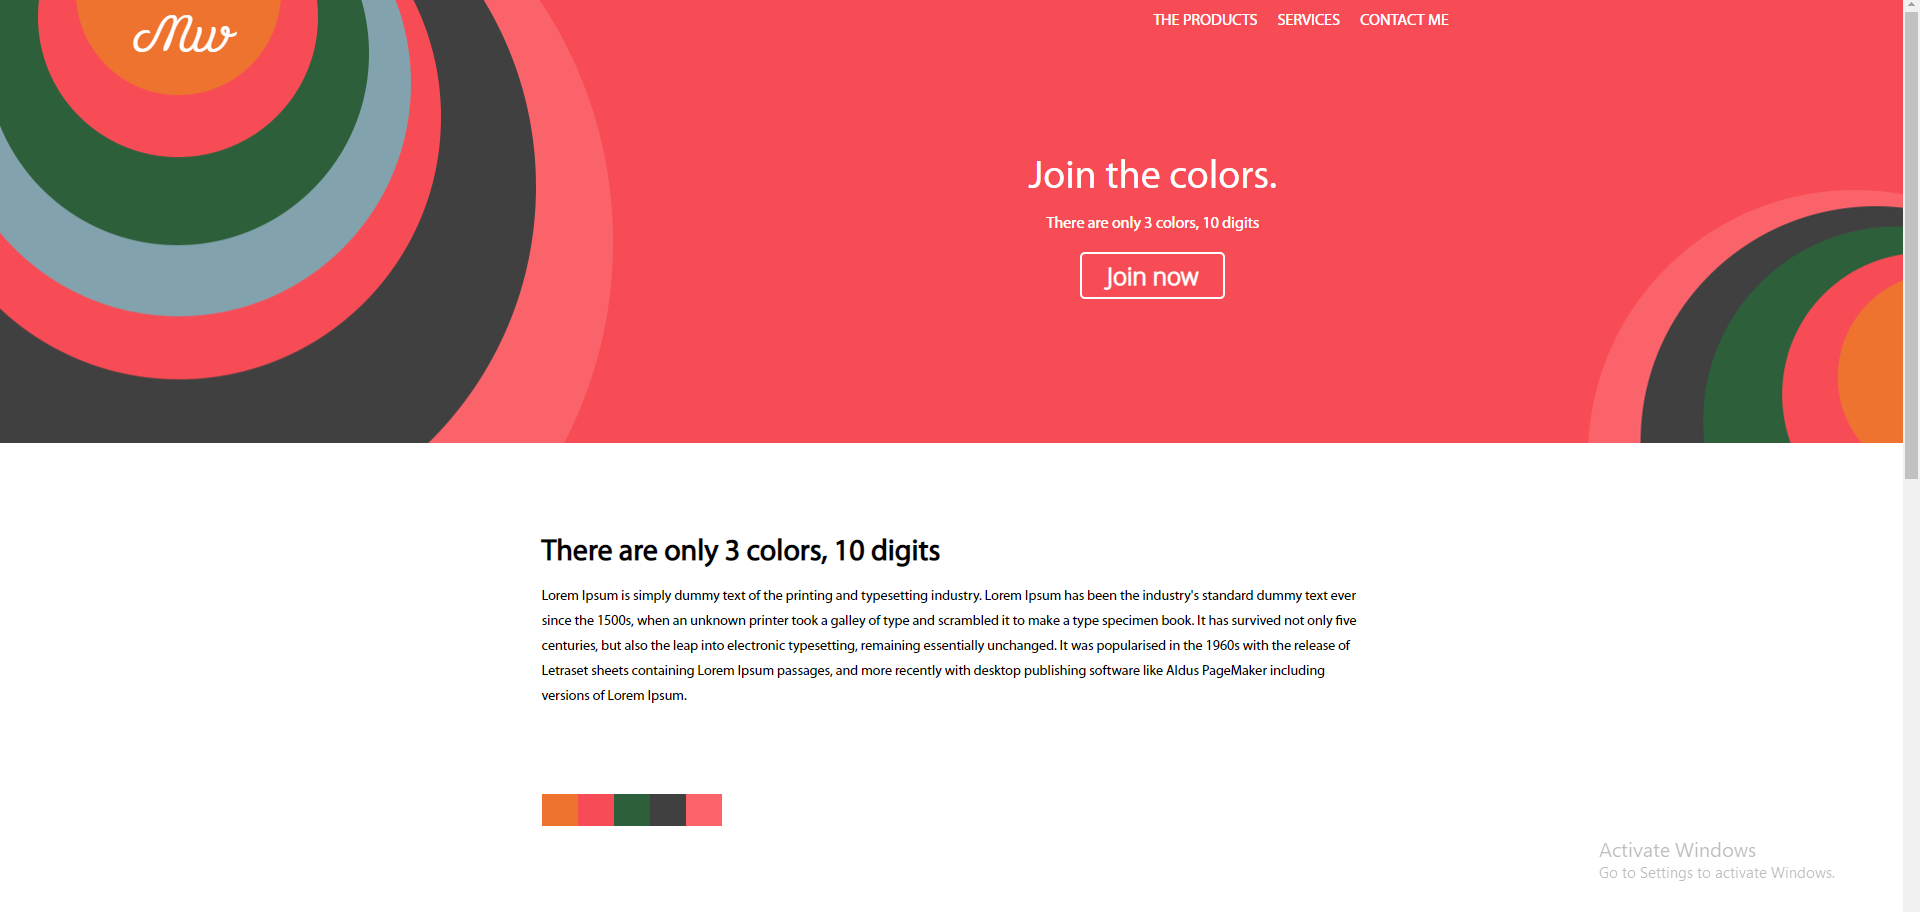 Mw
THE PRODUCTS SERVICES CONTACT ME
Join the colors.
There are only 3 colors, 10 digits
Join now
There are only 3 colors, 10 digits
Lorem Ipsum is simply dummy text of the printing and typesetting industry. Lorem Ipsum has been the industry's standard dummy text ever
since the 1500s, when an unknown printer took a galley of type and scrambled it to make a type specimen book. It has survived not only five
centuries, but also the leap into electronic typesetting, remaining essentially unchanged. It was popularised in the 1960s with the release of
Letraset sheets containing Lorem Ipsum passages, and more recently with desktop publishing software like Aldus PageMaker including
versions of Lorem Ipsum.
Activate Windows
Go to Settings to activate Windows.